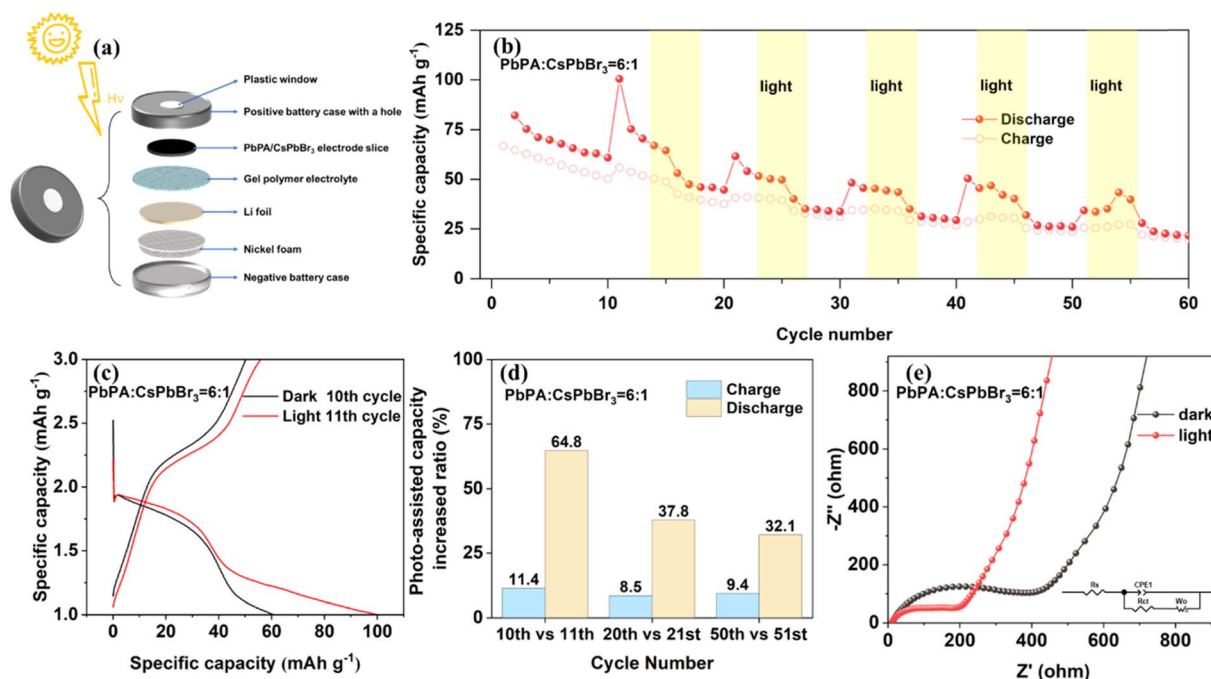 (a)
Hν
Plastic window
Positive battery case with a hole
PbPA/CsPbBr₃ electrode slice
Gel polymer electrolyte
Li foil
Nickel foam
Negative battery case
(b)
PbPA:CsPbBr₃=6:1
light
light
light
light
Discharge
Charge
Specific capacity (mAh g⁻¹)
125
100
75
50
25
0
0
10
20
30
40
50
60
Cycle number
(c)
PbPA:CsPbBr₃=6:1
Dark 10th cycle
Light 11th cycle
Specific capacity (mAh g⁻¹)
3.0
2.5
2.0
1.5
1.0
0
20
40
60
80
100
Specific capacity (mAh g⁻¹)
(d)
PbPA:CsPbBr₃=6:1
Charge
Discharge
Photo-assisted capacity
increased ratio (%)
100
75
50
25
0
11.4
64.8
8.5
37.8
9.4
32.1
10th vs 11th
20th vs 21st
50th vs 51st
Cycle Number
(e)
PbPA:CsPbBr₃=6:1
dark
light
-Z'' (ohm)
800
600
400
200
0
0
200
400
600
800
Z' (ohm)
Rs
CPE1
Rct
Wo